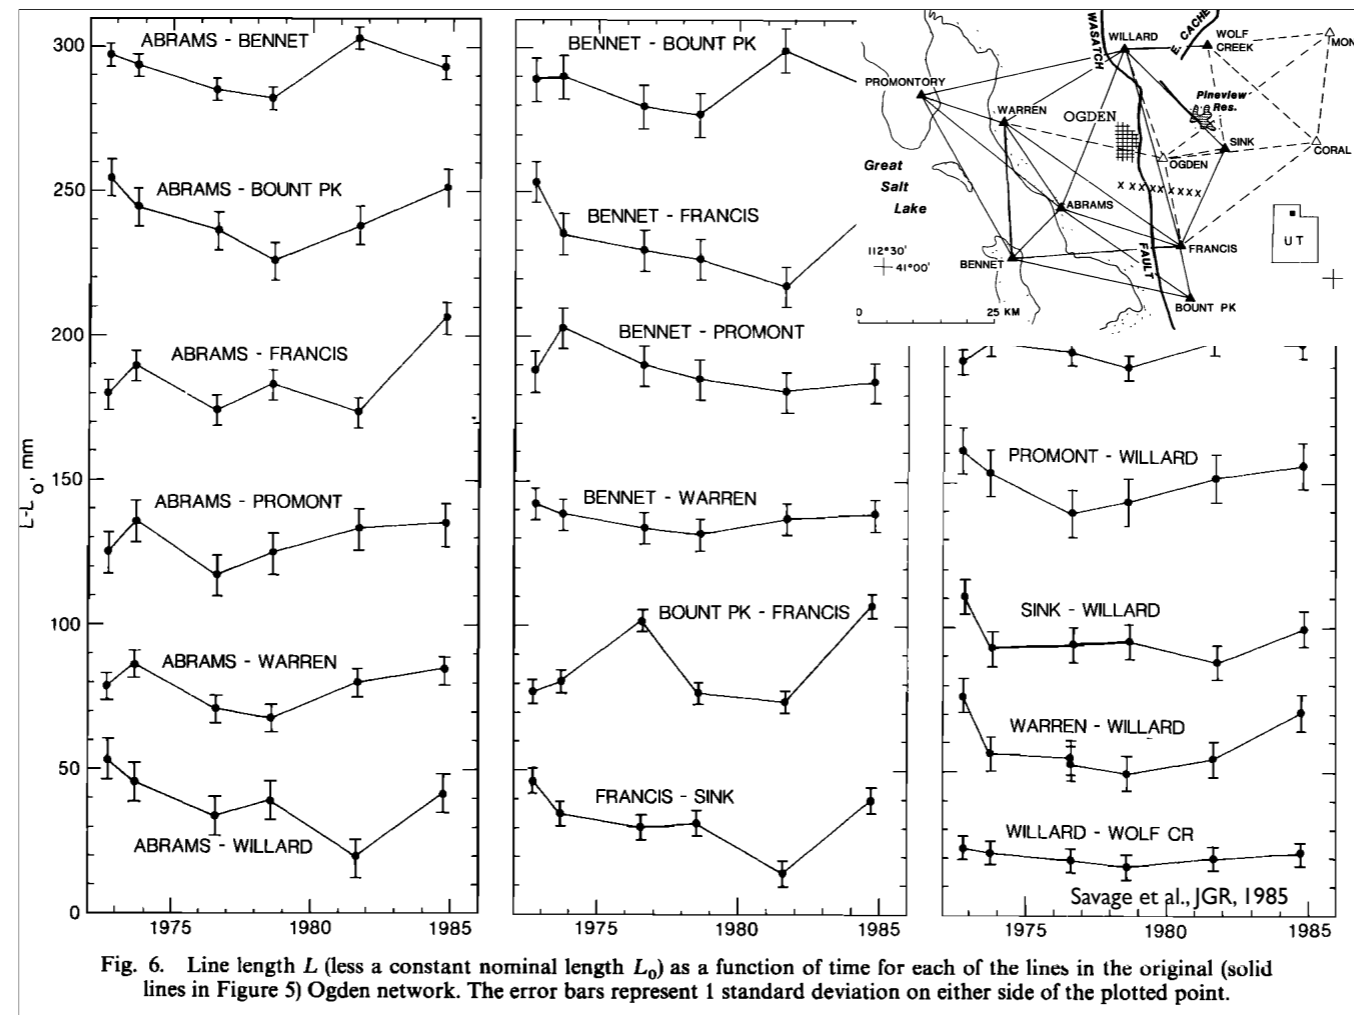 300
250
200
150
100
50
0
L-L₀, mm
ABRAMS - BENNET
ABRAMS - BOUNT PK
ABRAMS - FRANCIS
ABRAMS - PROMONT
ABRAMS - WARREN
ABRAMS - WILLARD
1975
1980
1985
BENNET - BOUNT PK
BENNET - FRANCIS
BENNET - PROMONT
BENNET - WARREN
BOUNT PK - FRANCIS
FRANCIS - SINK
1975
1980
1985
WASATCH
E. CACHE
WILLARD
WOLF
CREEK
MON
PROMONTORY
Pineview
Res.
WARREN
OGDEN
SINK
CORAL
OGDEN
Great
Salt
Lake
ABRAMS
112°30'
41°00'
BENNET
FRANCIS
FAULT
UT
BOUNT PK
0
25 KM
PROMONT - WILLARD
SINK - WILLARD
WARREN - WILLARD
WILLARD - WOLF CR
Savage et al., JGR, 1985
1975
1980
1985
Fig. 6. Line length L (less a constant nominal length L₀) as a function of time for each of the lines in the original (solid
lines in Figure 5) Ogden network. The error bars represent 1 standard deviation on either side of the plotted point.